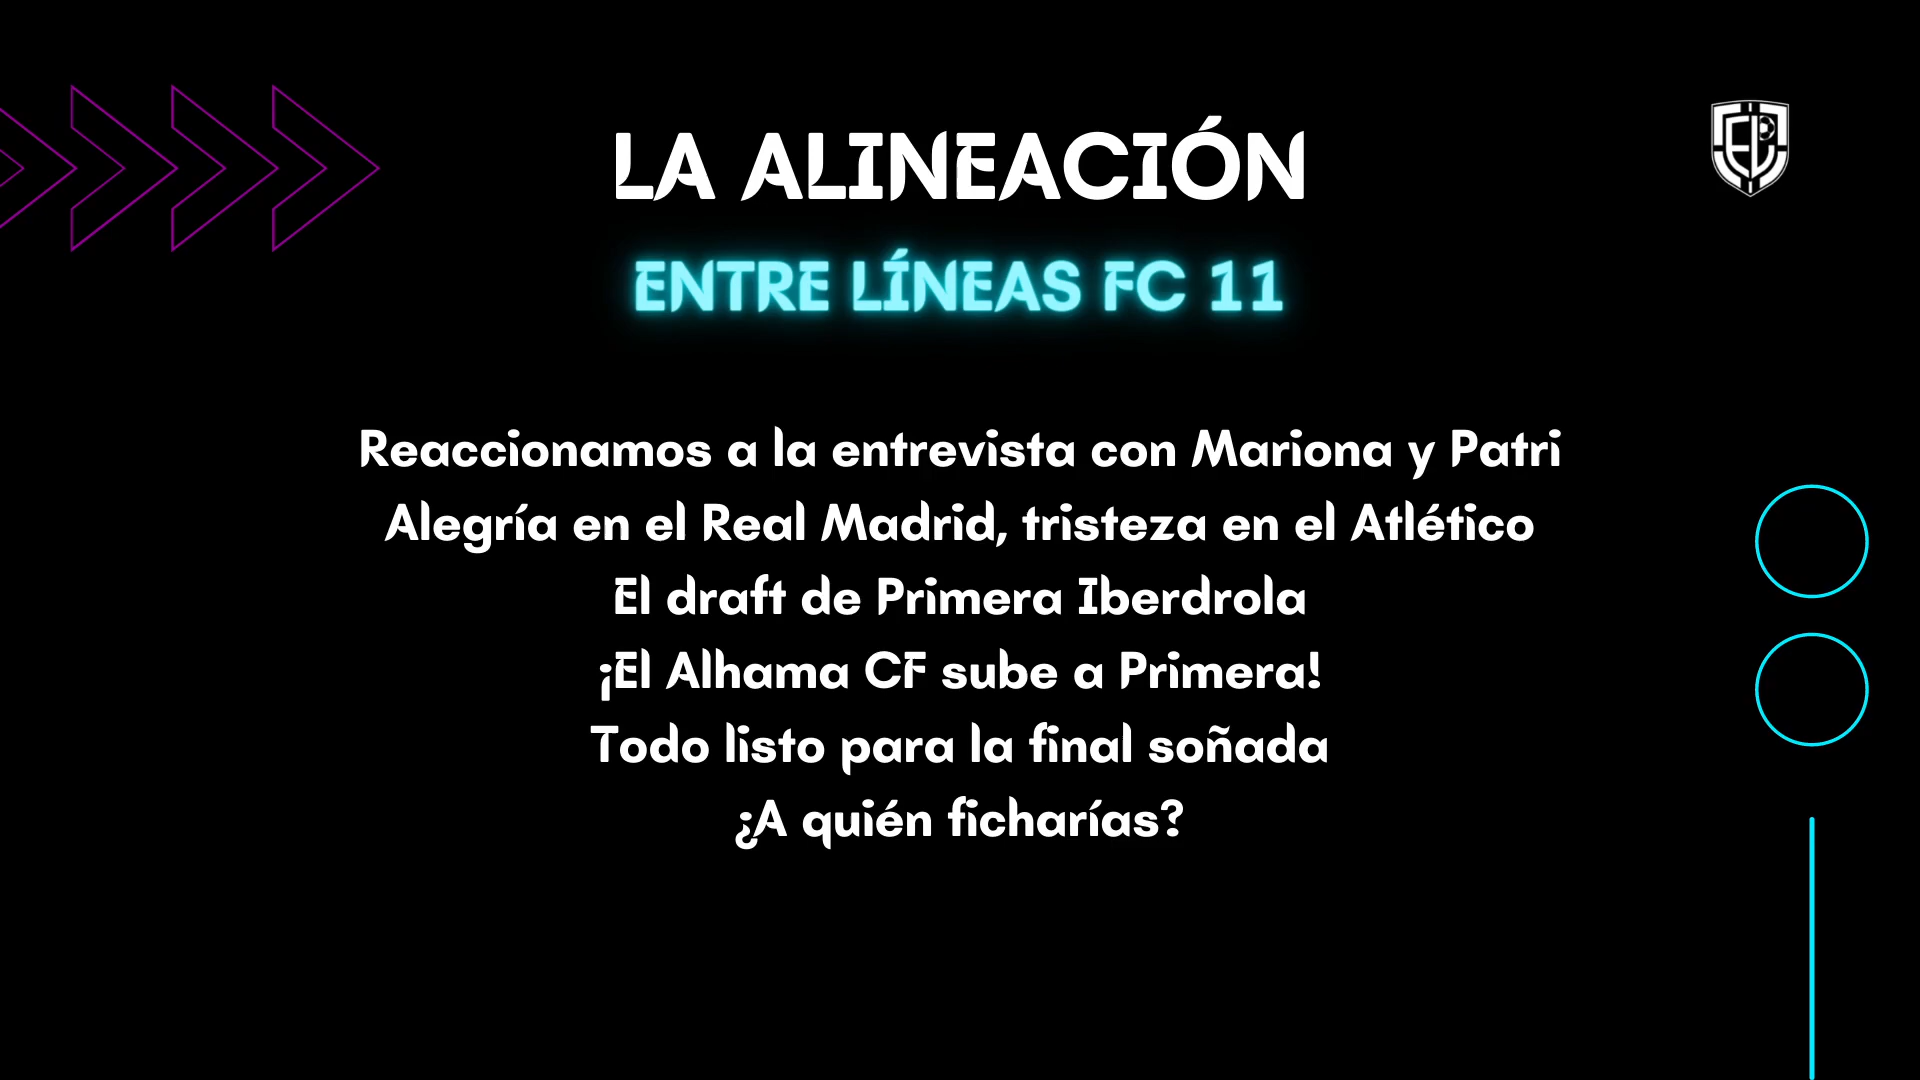 LA ALINEACIÓN
ENTRE LÍNEAS FC 11
Reaccionamos a la entrevista con Mariona y Patri
Alegría en el Real Madrid, tristeza en el Atlético
El draft de Primera Iberdrola
¡El Alhama CF sube a Primera!
Todo listo para la final soñada
¿A quién ficharías?